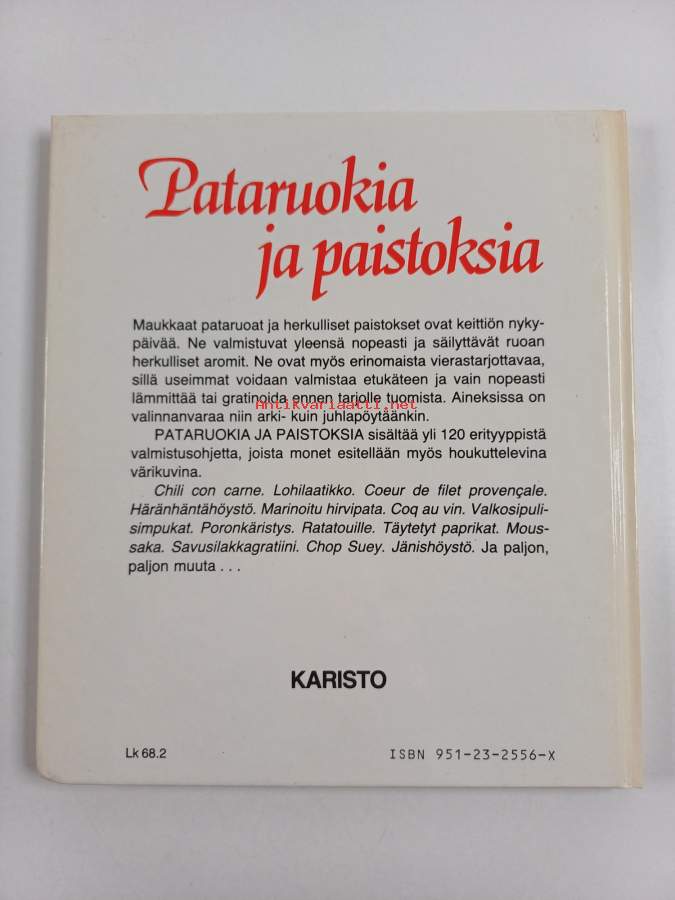 Pataruokia
ja paistoksia
Maukkaat pataruoat ja herkulliset paistokset ovat keittiön nyky-
päivää. Ne valmistuvat yleensä nopeasti ja säilyttävät ruoan
herkulliset aromit. Ne ovat myös erinomaista vierastarjottavaa,
sillä useimmat voidaan valmistaa etukäteen ja vain nopeasti
lämmittää tai gratinoida ennen tarjolle tuomista. Aineksissa on
Antikvariaatti.net
valinnanvaraa niin arki- kuin juhlapöytäänkin.
PATARUOKIA JA PAISTOKSIA sisältää yli 120 erityyppistä
valmistusohjetta, joista monet esitellään myös houkuttelevina
värikuvina.
Chili con carne. Lohilaatikko. Coeur de filet provençale.
Häränhäntähöystö. Marinoitu hirvipata. Coq au vin. Valkosipuli-
simpukat. Poronkäristys. Ratatouille. Täytetyt paprikat. Mous-
saka. Savusilakkagratiini. Chop Suey. Jänishöystö. Ja paljon,
paljon muuta . . .
KARISTO
Lk 68.2
ISBN 951-23-2556-X